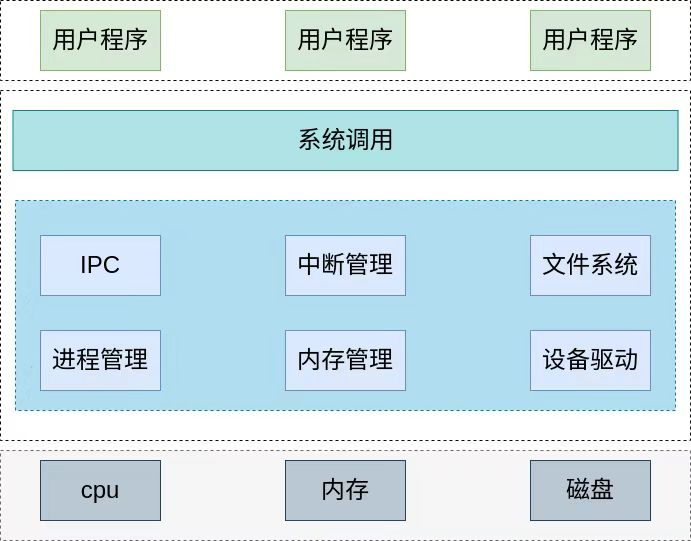 用户程序 用户程序 用户程序
系统调用
IPC 中断管理 文件系统
进程管理 内存管理 设备驱动
cpu 内存 磁盘